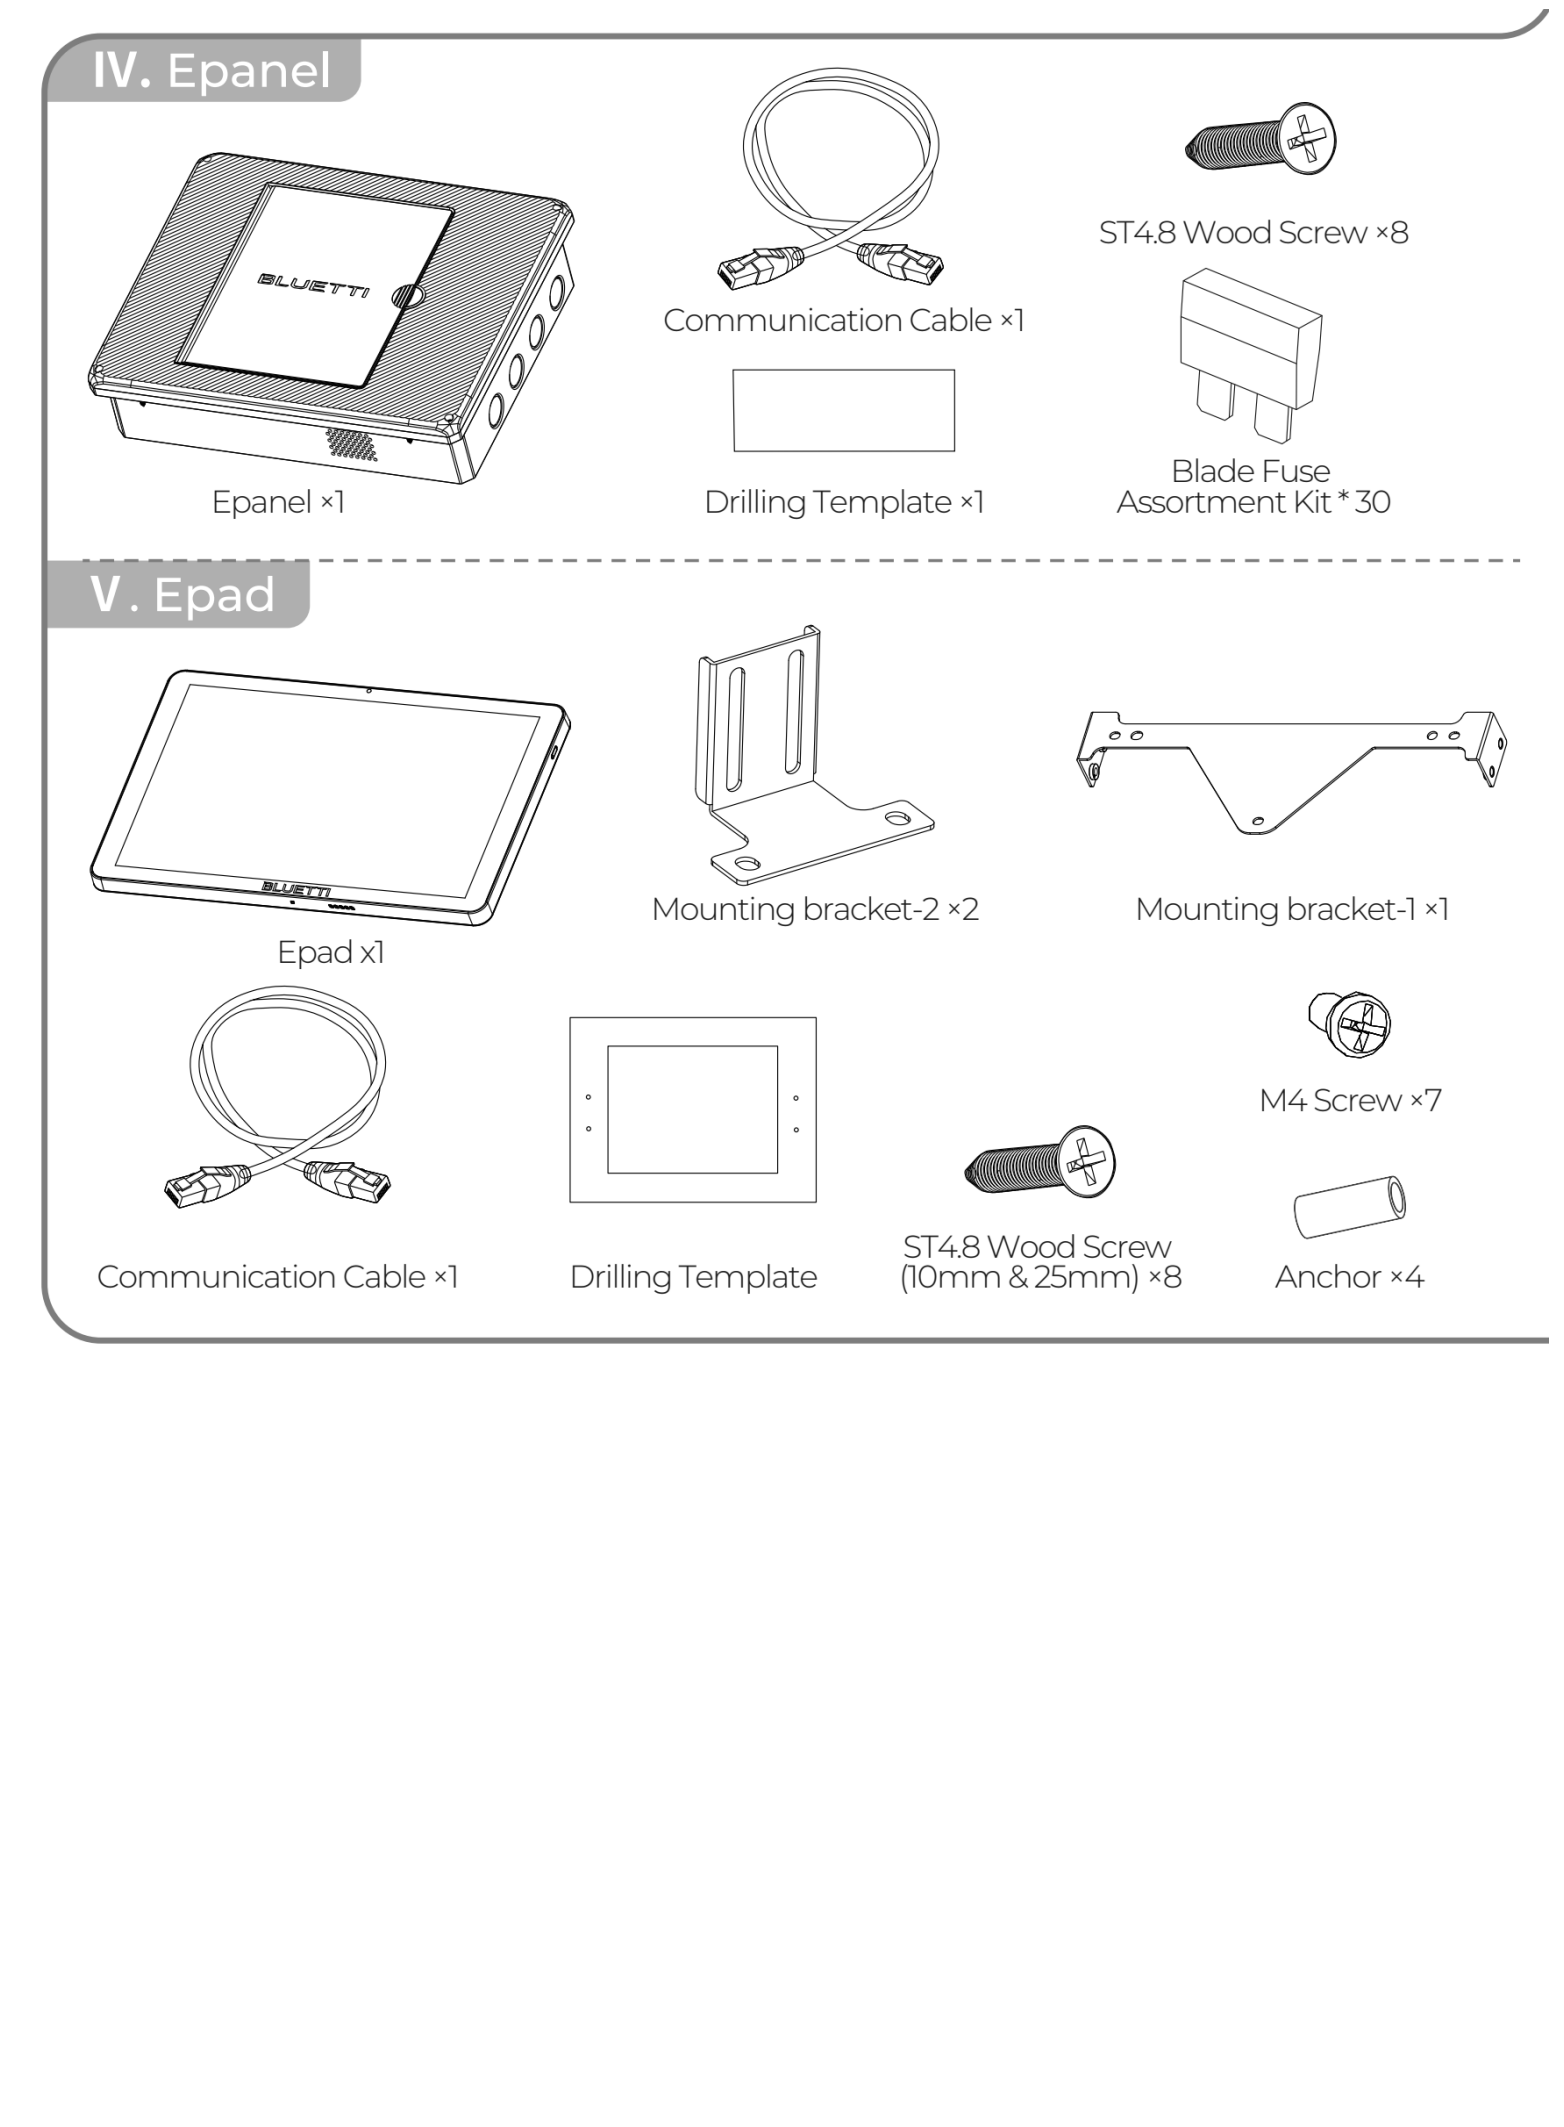 IV. Epanel
BLUETTI
Epanel ×1
Communication Cable ×1
Drilling Template ×1
ST4.8 Wood Screw ×8
Blade Fuse
Assortment Kit * 30
V. Epad
BLUETTI
Epad x1
Mounting bracket-2 ×2
Mounting bracket-1 ×1
Communication Cable ×1
Drilling Template
ST4.8 Wood Screw
(10mm & 25mm) ×8
M4 Screw ×7
Anchor ×4